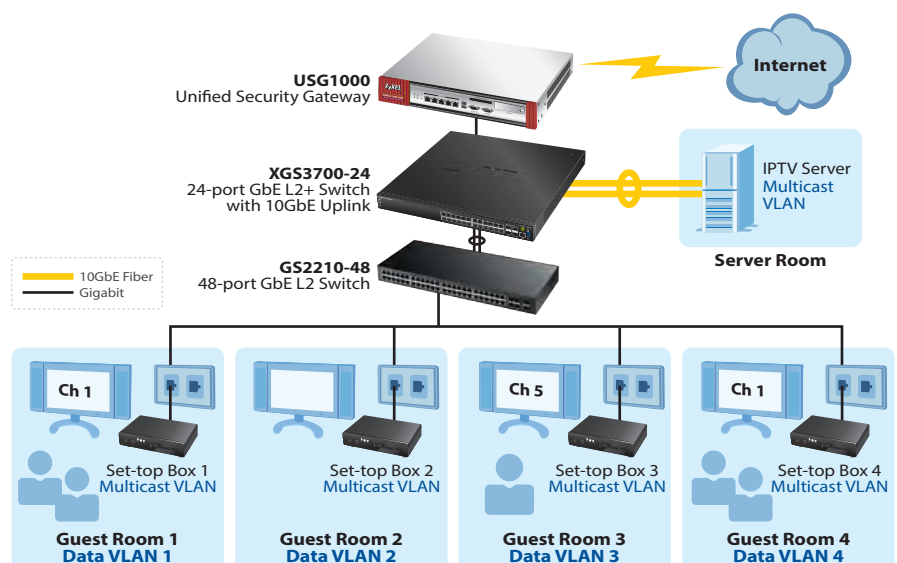 Internet
USG1000
Unified Security Gateway
ZyXEL
XGS3700-24
24-port GbE L2+ Switch
with 10GbE Uplink
ZyXEL
IPTV Server
Multicast
VLAN
Server Room
GS2210-48
48-port GbE L2 Switch
10GbE Fiber
Gigabit
Ch 1
Set-top Box 1
Multicast VLAN
Guest Room 1
Data VLAN 1
Set-top Box 2
Multicast VLAN
Guest Room 2
Data VLAN 2
Ch 5
Set-top Box 3
Multicast VLAN
Guest Room 3
Data VLAN 3
Ch 1
Set-top Box 4
Multicast VLAN
Guest Room 4
Data VLAN 4